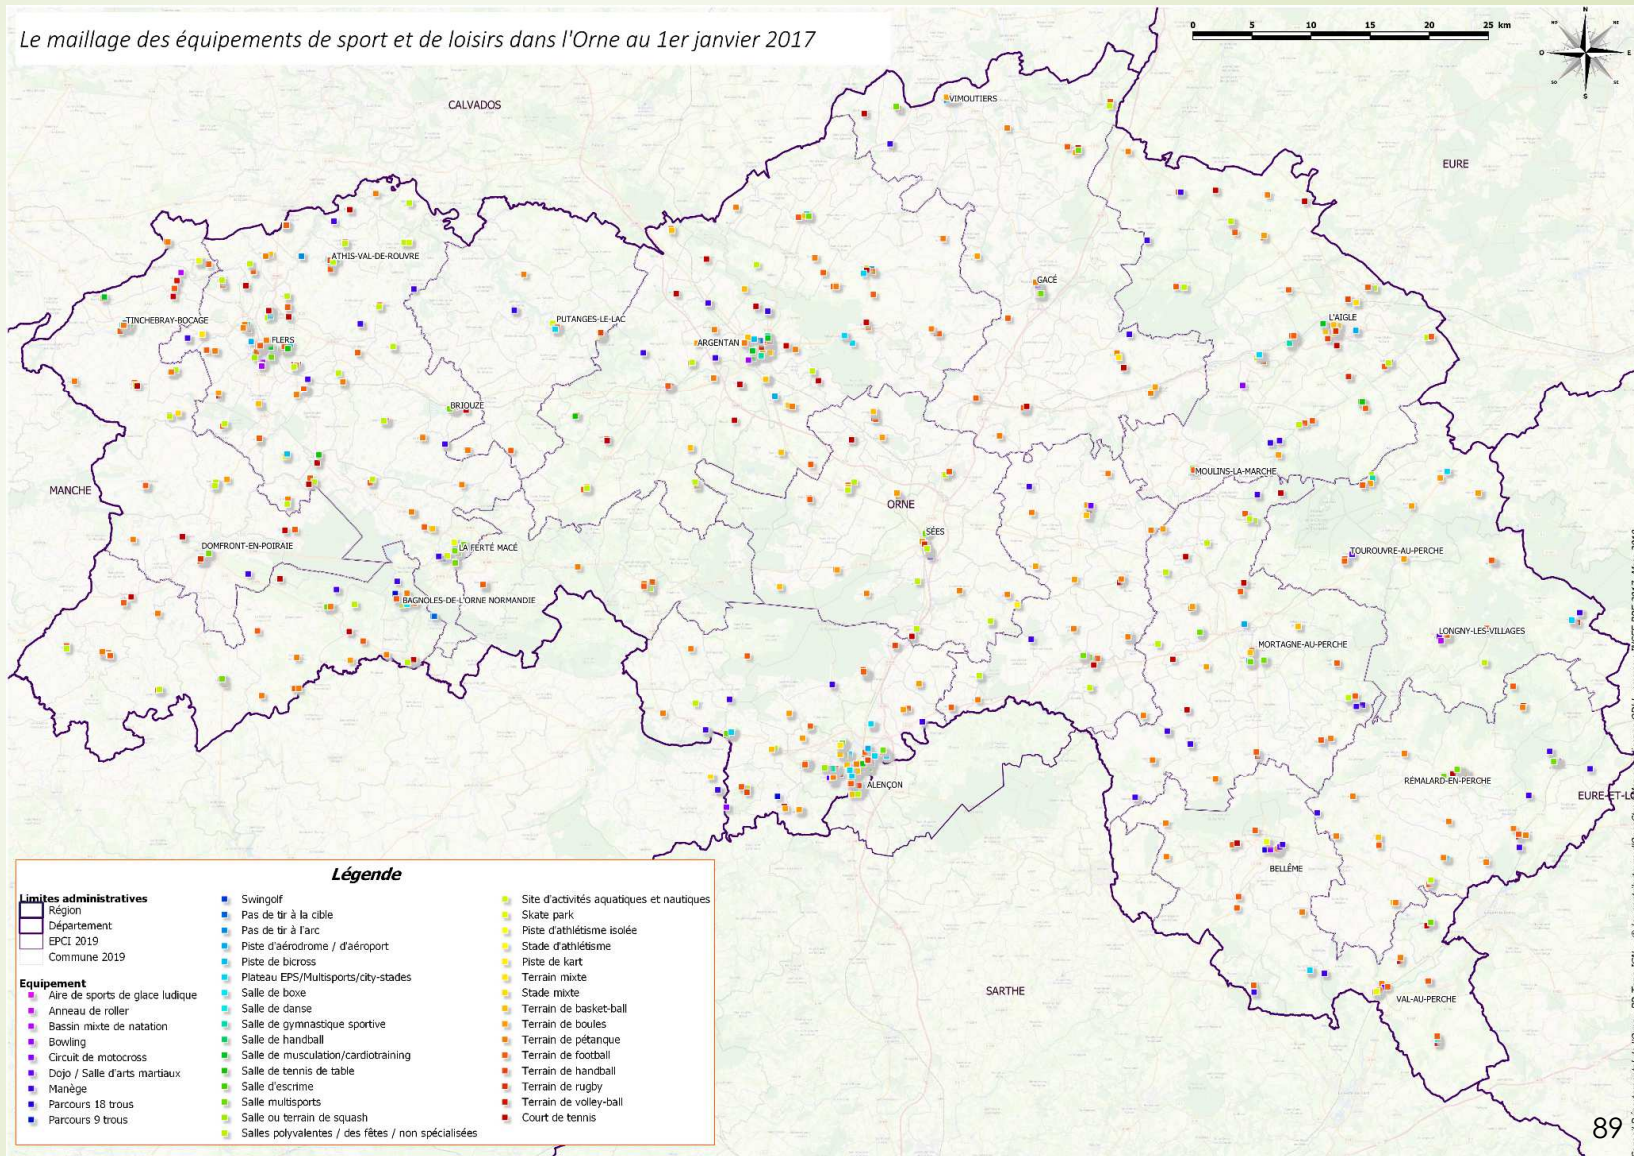 Le maillage des équipements de sport et de loisirs dans l'Orne au 1er janvier 2017
0 5 10 15 20 25 km
N
NO NE
O E
SO SE
S
CALVADOS
VIMOUTIERS
EURE
ATHIS-VAL-DE-ROUVRE
GACÉ
TINCHEBRAY-BOCAGE
PUTANGES-LE-LAC
L'AIGLE
FLERS
ARGENTAN
BRIOUZE
MOULINS-LA-MARCHE
MANCHE
ORNE
SÉES
DOMFRONT-EN-POIRAIE
LA FERTÉ MACÉ
TOUROUVRE-AU-PERCHE
BAGNOLES-DE-L'ORNE NORMANDIE
LONGNY-LES-VILLAGES
MORTAGNE-AU-PERCHE
ALENÇON
RÉMALARD-EN-PERCHE
EURE-ET-LO
BELLÊME
SARTHE
VAL-AU-PERCHE
Légende
Limites administratives
Région
Département
EPCI 2019
Commune 2019
Equipement
Aire de sports de glace ludique
Anneau de roller
Bassin mixte de natation
Bowling
Circuit de motocross
Dojo / Salle d'arts martiaux
Manège
Parcours 18 trous
Parcours 9 trous
Swingolf
Pas de tir à la cible
Pas de tir à l'arc
Piste d'aérodrome / d'aéroport
Piste de bicross
Plateau EPS/Multisports/city-stades
Salle de boxe
Salle de danse
Salle de gymnastique sportive
Salle de handball
Salle de musculation/cardiotraining
Salle de tennis de table
Salle d'escrime
Salle multisports
Salle ou terrain de squash
Salles polyvalentes / des fêtes / non spécialisées
Site d'activités aquatiques et nautiques
Skate park
Piste d'athlétisme isolée
Stade d'athlétisme
Piste de kart
Terrain mixte
Stade mixte
Terrain de basket-ball
Terrain de boules
Terrain de pétanque
Terrain de football
Terrain de handball
Terrain de rugby
Terrain de volley-ball
Court de tennis
89